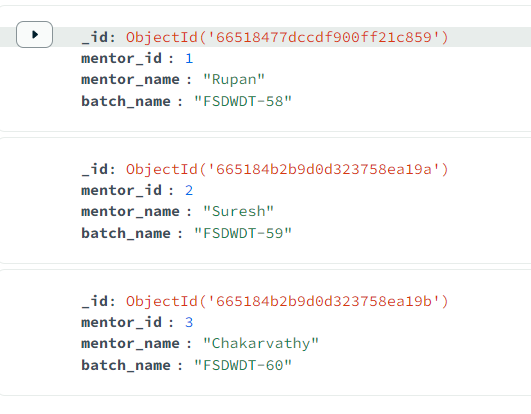 _id: ObjectId('66518477dccdf900ff21c859')
mentor_id : 1
mentor_name : "Rupan"
batch_name : "FSDWDT-58"
_id: ObjectId('665184b2b9d0d323758ea19a')
mentor_id : 2
mentor_name : "Suresh"
batch_name : "FSDWDT-59"
_id: ObjectId('665184b2b9d0d323758ea19b')
mentor_id : 3
mentor_name : "Chakarvathy"
batch_name : "FSDWDT-60"